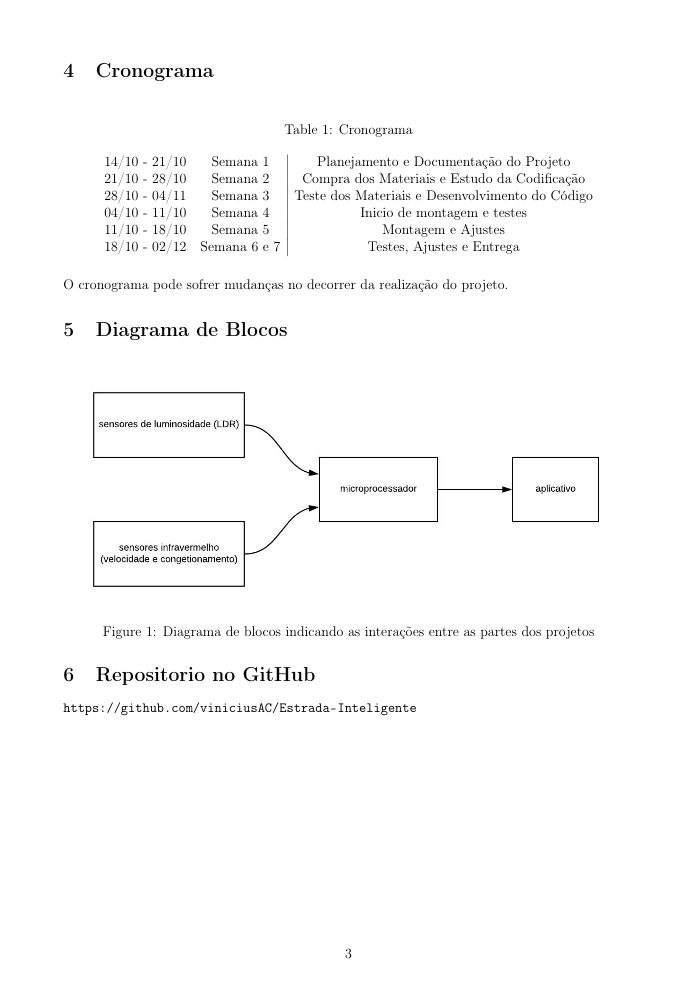 4 Cronograma
Table 1: Cronograma
14/10 - 21/10 Semana 1 Planejamento e Documentação do Projeto
21/10 - 28/10 Semana 2 Compra dos Materiais e Estudo da Codificação
28/10 - 04/11 Semana 3 Teste dos Materiais e Desenvolvimento do Código
04/10 - 11/10 Semana 4 Inicio de montagem e testes
11/10 - 18/10 Semana 5 Montagem e Ajustes
18/10 - 02/12 Semana 6 e 7 Testes, Ajustes e Entrega
O cronograma pode sofrer mudanças no decorrer da realização do projeto.
5 Diagrama de Blocos
sensores de luminosidade (LDR)
microprocessador
aplicativo
sensores infravermelho
(velocidade e congetionamento)
Figure 1: Diagrama de blocos indicando as interações entre as partes dos projetos
6 Repositorio no GitHub
https://github.com/viniciusAC/Estrada-Inteligente
3